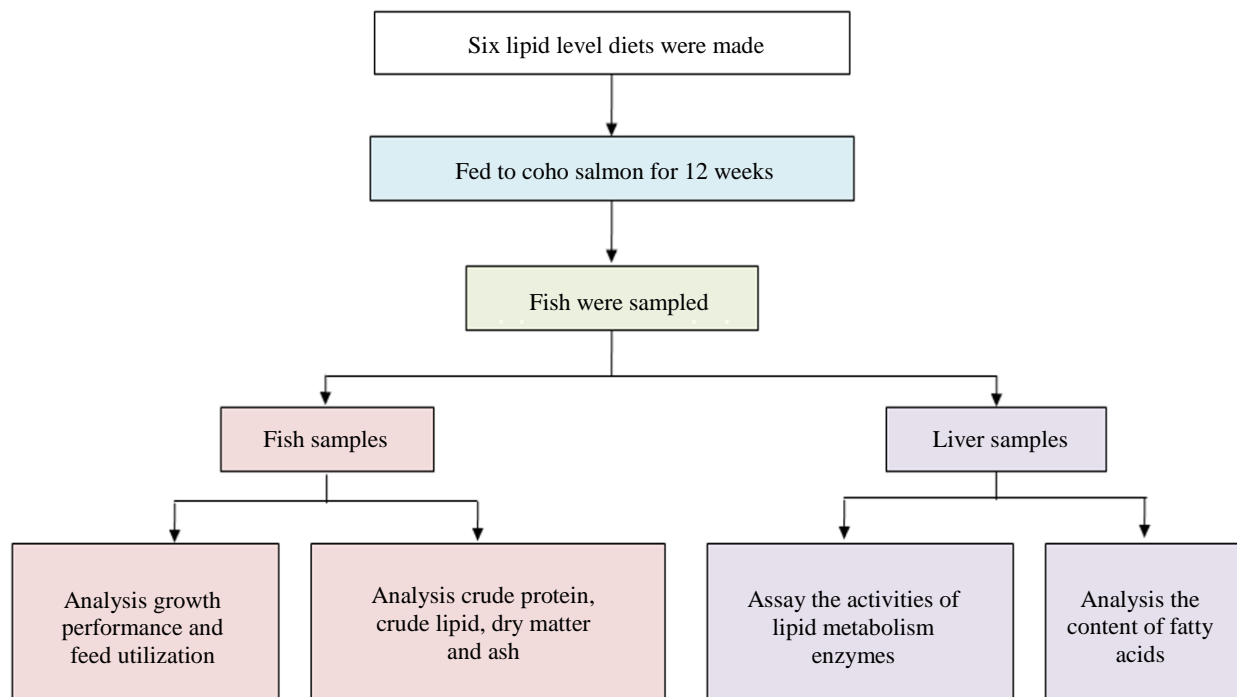 Six lipid level diets were made
Fed to coho salmon for 12 weeks
Fish were sampled
Fish samples
Liver samples
Analysis growth
performance and
feed utilization
Analysis crude protein,
crude lipid, dry matter
and ash
Assay the activities of
lipid metabolism
enzymes
Analysis the
content of fatty
acids